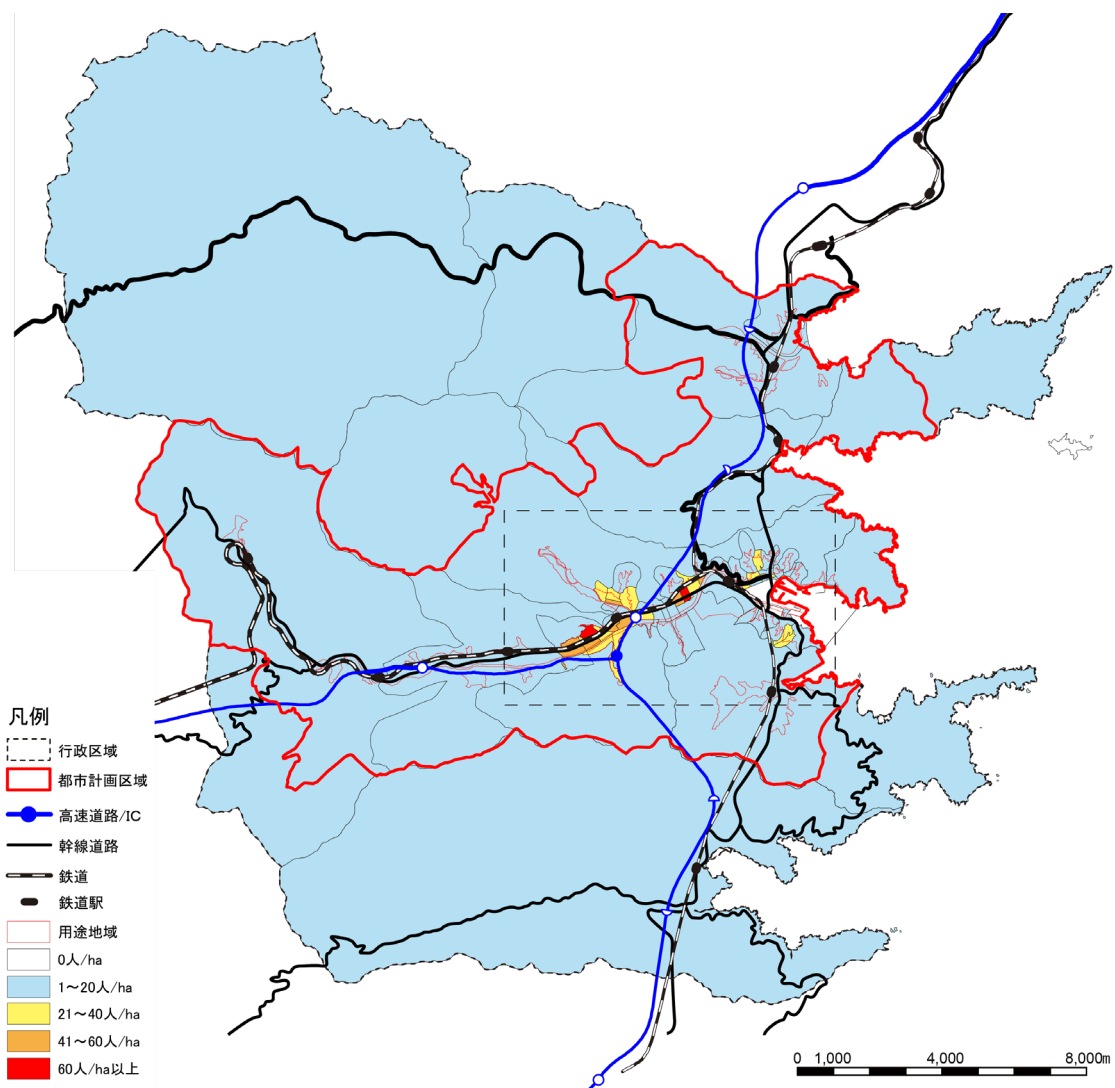 凡例
行政区域
都市計画区域
高速道路/IC
幹線道路
鉄道
鉄道駅
用途地域
0人/ha
1～20人/ha
21～40人/ha
41～60人/ha
60人/ha以上
0 1,000 4,000 8,000m